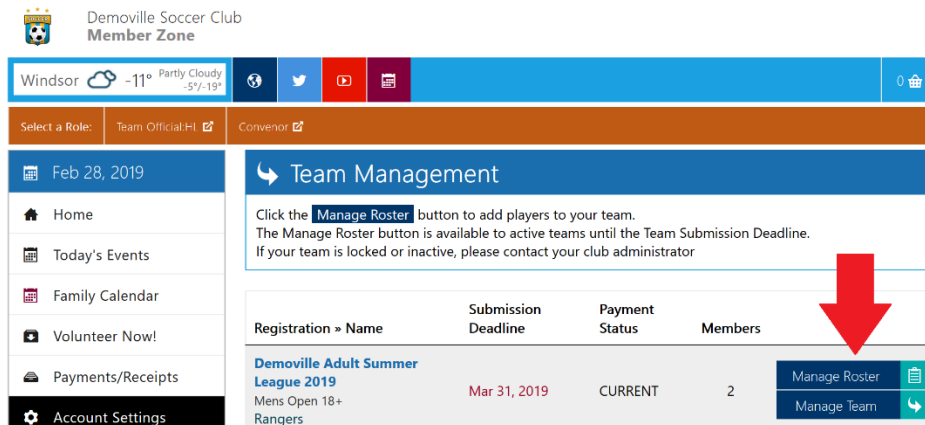 SOCCER
Demoville Soccer Club
Member Zone
Windsor -11° Partly Cloudy
-5°/-19°
0
Select a Role: Team Official:HL Convenor
Feb 28, 2019
Home
Today's Events
Family Calendar
Volunteer Now!
Payments/Receipts
Account Settings
Team Management
Click the Manage Roster button to add players to your team.
The Manage Roster button is available to active teams until the Team Submission Deadline.
If your team is locked or inactive, please contact your club administrator
Registration » Name Submission Deadline Payment Status Members
Demoville Adult Summer
League 2019
Mens Open 18+
Rangers
Mar 31, 2019 CURRENT 2
Manage Roster
Manage Team